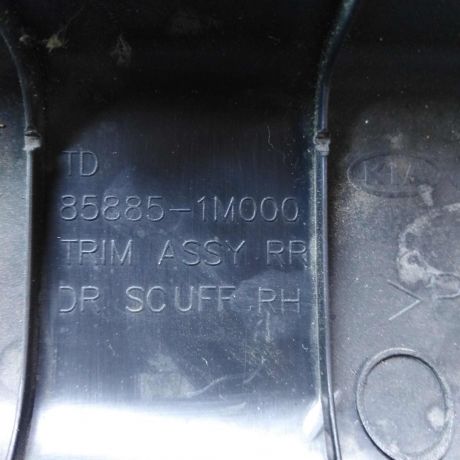 TD
85885-1M000
TRIM ASSY RR
DR SCUFF.RH
KIA